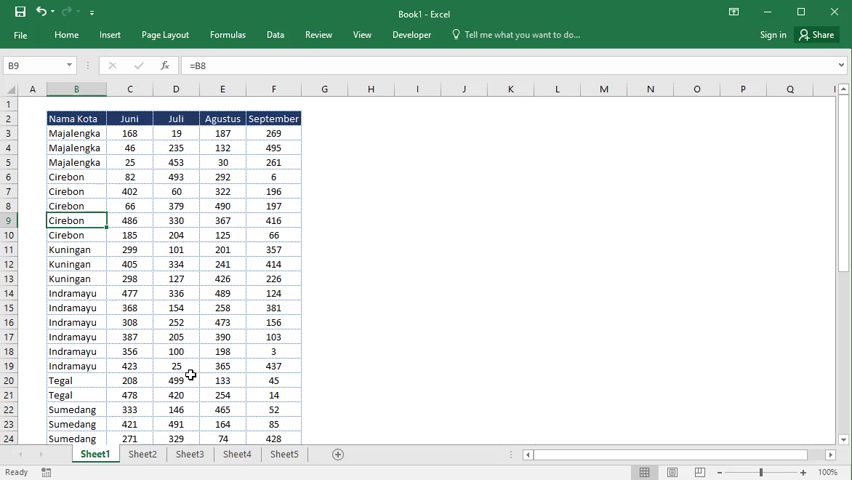 Book1 - Excel
File Home Insert Page Layout Formulas Data Review View Developer Tell me what you want to do... Sign in Share
B9 fx =B8
A B C D E F G H I J K L M N O P Q
1
2 Nama Kota Juni Juli Agustus September
3 Majalengka 168 19 187 269
4 Majalengka 46 235 132 495
5 Majalengka 25 453 30 261
6 Cirebon 82 493 292 6
7 Cirebon 402 60 322 196
8 Cirebon 66 379 490 197
9 Cirebon 486 330 367 416
10 Cirebon 185 204 125 66
11 Kuningan 299 101 201 357
12 Kuningan 405 334 241 414
13 Kuningan 298 127 426 226
14 Indramayu 477 336 489 124
15 Indramayu 368 154 258 381
16 Indramayu 308 252 473 156
17 Indramayu 387 205 390 103
18 Indramayu 356 100 198 3
19 Indramayu 423 25 365 437
20 Tegal 208 499 133 45
21 Tegal 478 420 254 14
22 Sumedang 333 146 465 52
23 Sumedang 421 491 164 85
24 Sumedang 271 329 74 428
Sheet1 Sheet2 Sheet3 Sheet4 Sheet5
Ready 100%